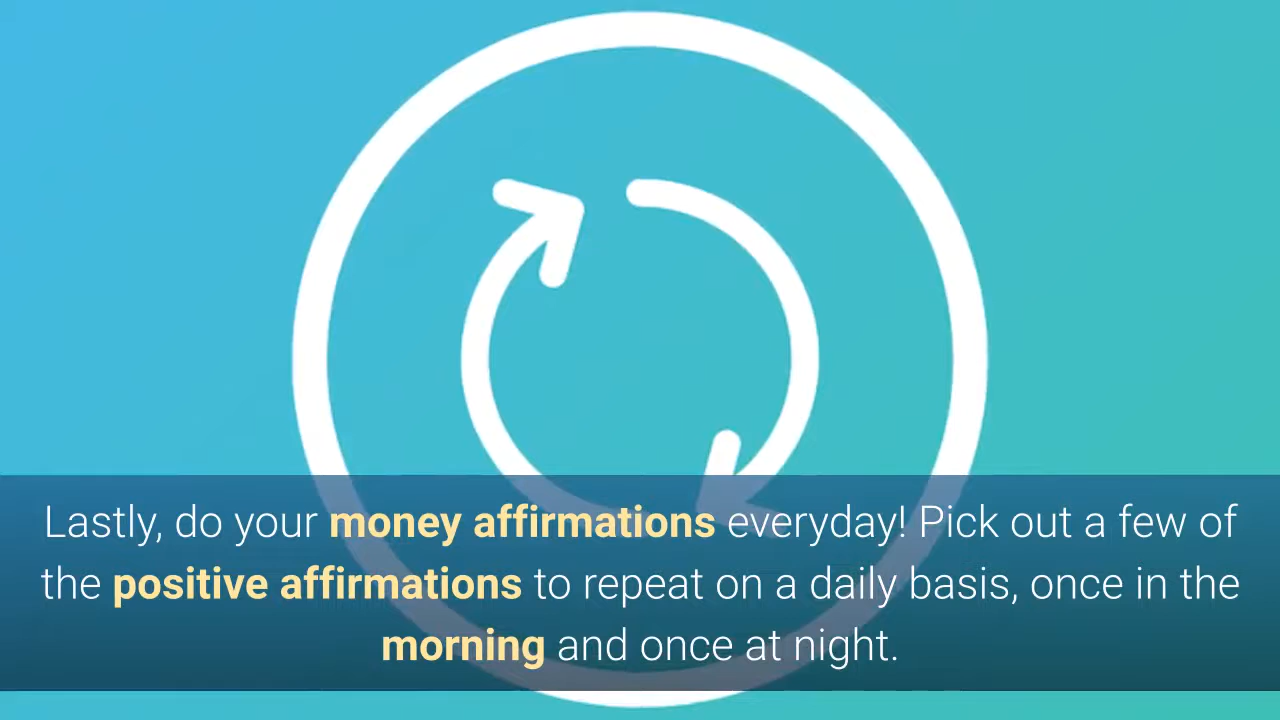 Lastly, do your money affirmations everyday! Pick out a few of
the positive affirmations to repeat on a daily basis, once in the
morning and once at night.